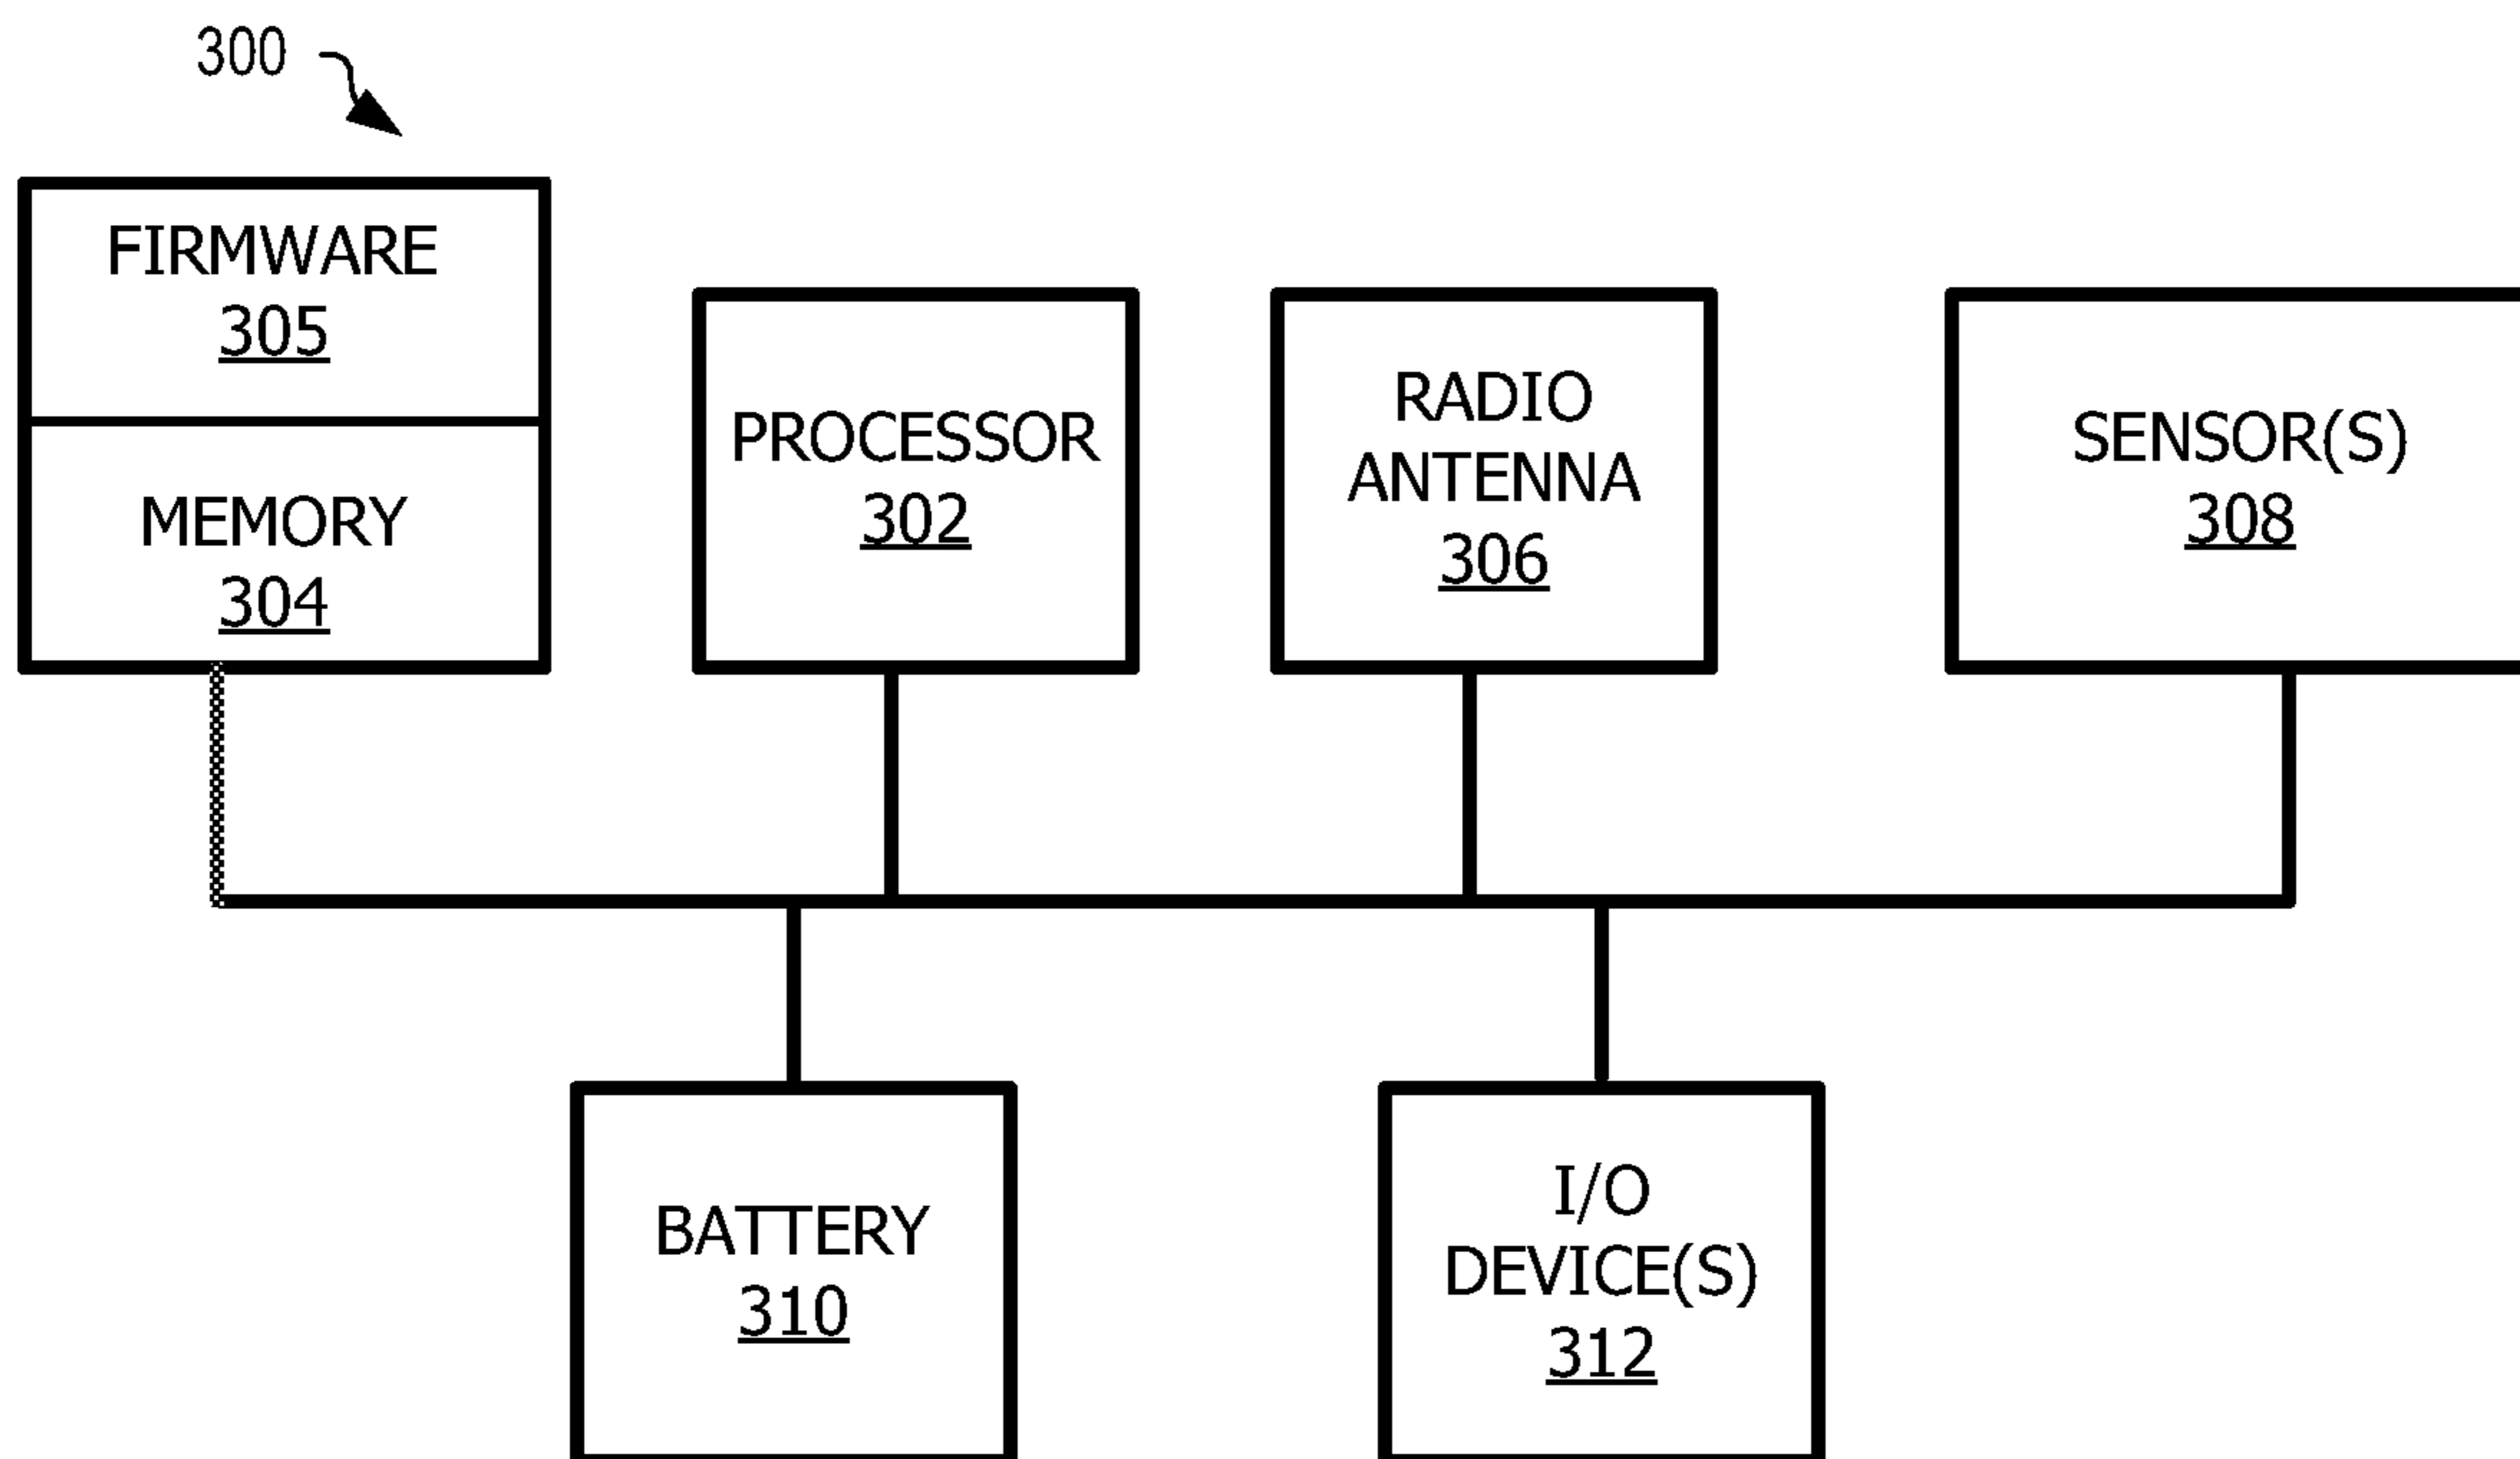 300
FIRMWARE
305
MEMORY
304
PROCESSOR
302
RADIO
ANTENNA
306
SENSOR(S)
308
BATTERY
310
I/O
DEVICE(S)
312